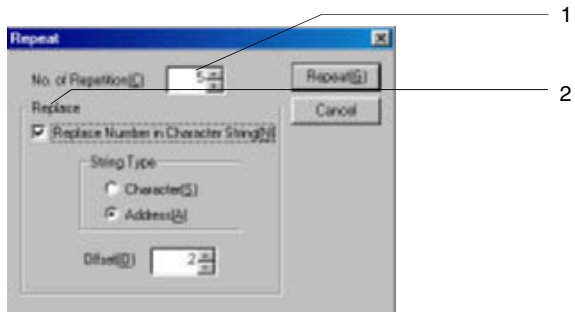 1
Repeat
No. of Repetition(C) 5 Repeat(G)
2
Replace Cancel
Replace Number in Character String(N)
String Type
Character(S)
Address(A)
Offset(O) 2